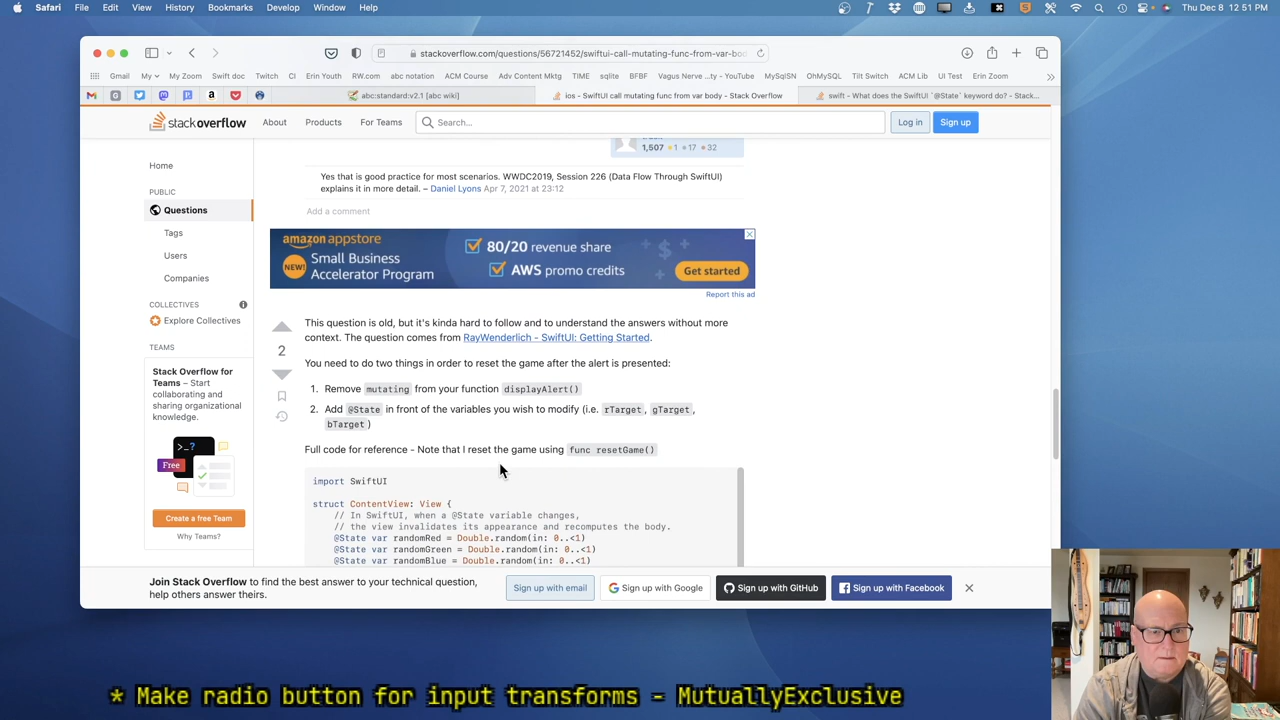 Safari File Edit View History Bookmarks Develop Window Help Thu Dec 8 12:51 PM
stackoverflow.com/questions/56721452/swiftui-call-mutating-func-from-var-boo
Gmail My My Zoom Swift doc Twitch CI Erin Youth RW.com abc notation ACM Course Adv Content Mktg TIME sqlite BFBF Vagus Nerve ...ty - YouTube MySqISN OhMySQL Tilt Switch ACM Lib UI Test Erin Zoom
abc:standard:v2.1 [abc wiki] ios - SwiftUI call mutating func from var body - Stack Overflow swift - What does the SwiftUI `@State` keyword do? - Stack...
stackoverflow About Products For Teams Search... Log in Sign up
Home
PUBLIC
Questions
Tags
Users
Companies
COLLECTIVES
Explore Collectives
TEAMS
Stack Overflow for
Teams – Start
collaborating and
sharing organizational
knowledge.
>_?
Free
Create a free Team
Why Teams?
1,507 1 17 32
Yes that is good practice for most scenarios. WWDC2019, Session 226 (Data Flow Through SwiftUI)
explains it in more detail. – Daniel Lyons Apr 7, 2021 at 23:12
Add a comment
amazon appstore
NEW! Small Business
Accelerator Program
80/20 revenue share
AWS promo credits
Get started
Report this ad
2
This question is old, but it's kinda hard to follow and to understand the answers without more
context. The question comes from RayWenderlich - SwiftUI: Getting Started.
You need to do two things in order to reset the game after the alert is presented:
1. Remove mutating from your function displayAlert()
2. Add @State in front of the variables you wish to modify (i.e. rTarget, gTarget,
bTarget)
Full code for reference - Note that I reset the game using func resetGame()
import SwiftUI
struct ContentView: View {
// In SwiftUI, when a @State variable changes,
// the view invalidates its appearance and recomputes the body.
@State var randomRed = Double.random(in: 0..<1)
@State var randomGreen = Double.random(in: 0..<1)
@State var randomBlue = Double.random(in: 0..<1)
Join Stack Overflow to find the best answer to your technical question,
help others answer theirs.
Sign up with email Sign up with Google Sign up with GitHub Sign up with Facebook
* Make radio button for input transforms - MutuallyExclusive